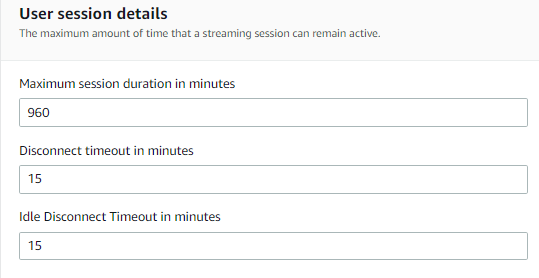 User session details
The maximum amount of time that a streaming session can remain active.
Maximum session duration in minutes
960
Disconnect timeout in minutes
15
Idle Disconnect Timeout in minutes
15